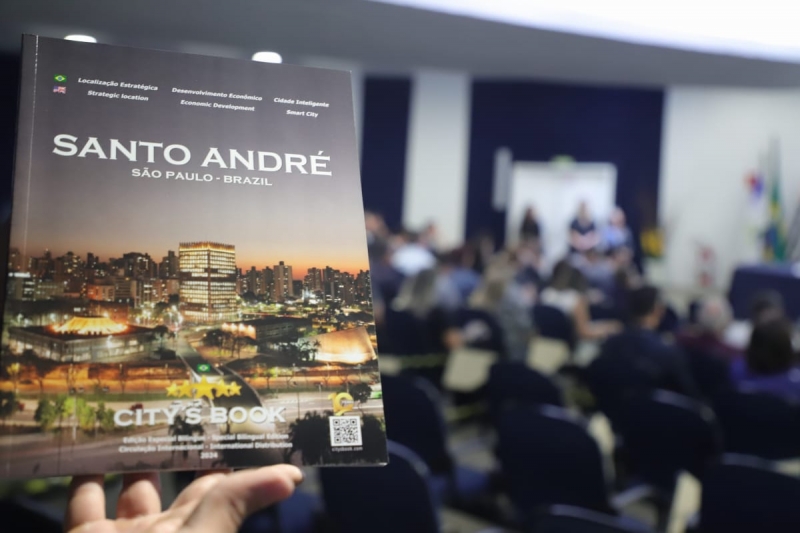 Localização Estratégica
Strategic location
Desenvolvimento Econômico
Economic Development
Cidade Inteligente
Smart City
SANTO ANDRÉ
SÃO PAULO - BRAZIL
CITY'S BOOK
Edição Especial Bilíngue - Special Bilingual Edition
Circulação Internacional - International Distribution
2024